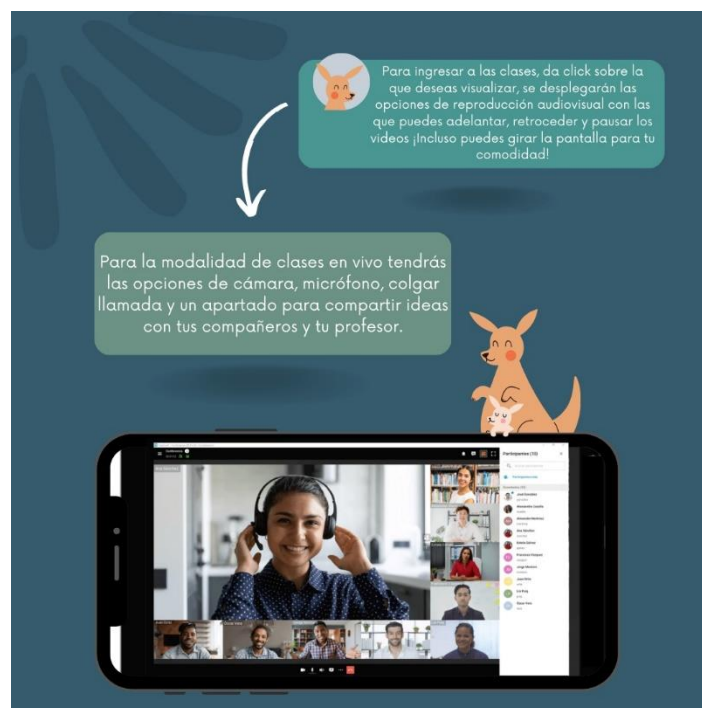 Para ingresar a las clases, da click sobre la
que deseas visualizar, se desplegarán las
opciones de reproducción audiovisual con las
que puedes adelantar, retroceder y pausar los
videos ¡Incluso puedes girar la pantalla para tu
comodidad!
Para la modalidad de clases en vivo tendrás
las opciones de cámara, micrófono, colgar
llamada y un apartado para compartir ideas
con tus compañeros y tu profesor.
Participantes (10)